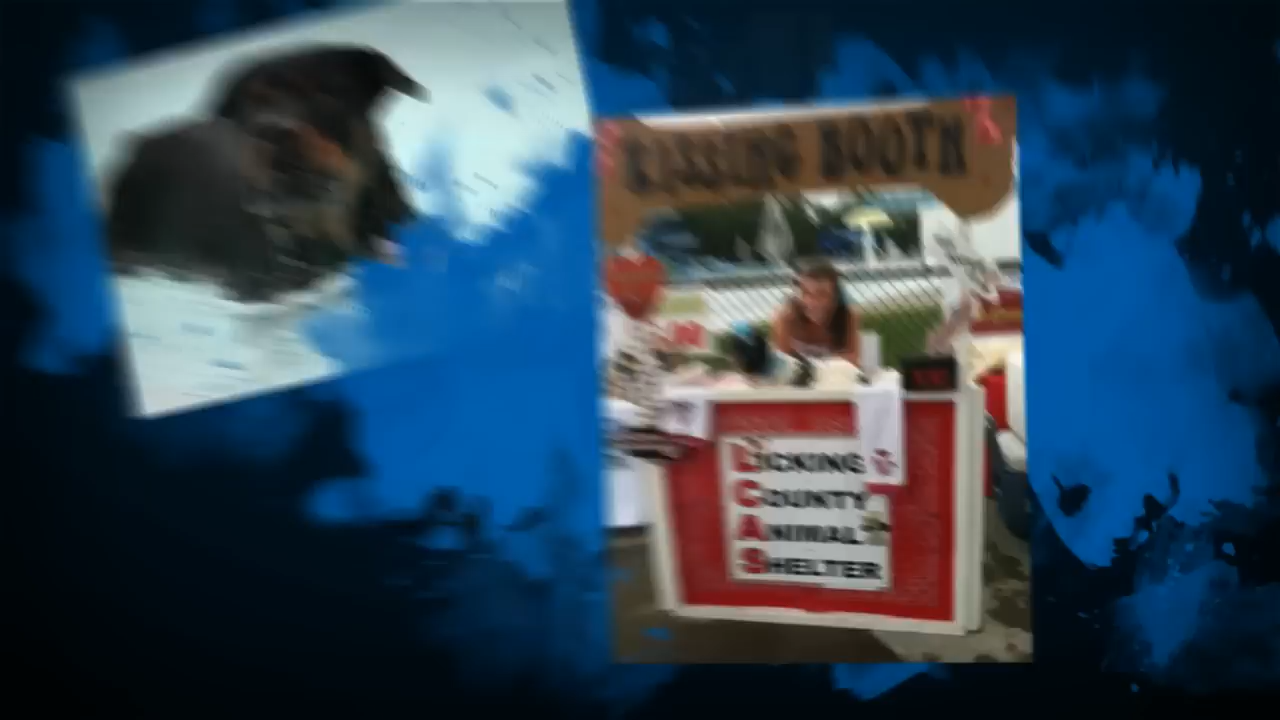 KISSING BOOTH
LICKING
COUNTY
ANIMAL
SHELTER